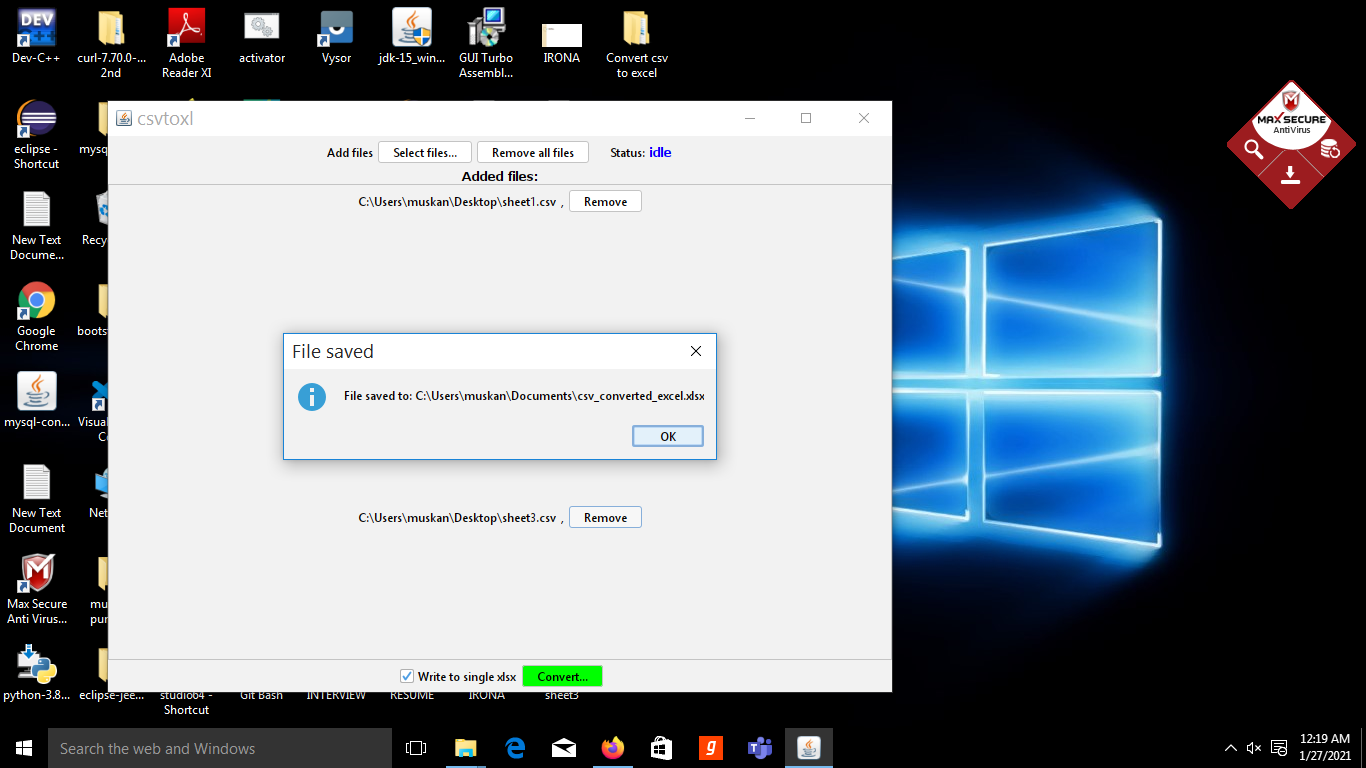 Dev-C++
curl-7.70.0-...
2nd
Adobe
Reader XI
activator
Vysor
jdk-15_win...
GUI Turbo
Assembl...
IRONA
Convert csv
to excel
eclipse -
Shortcut
mysq
New Text
Docume...
Recyc
Google
Chrome
boots
mysql-con...
Visual
Co
New Text
Document
Net
Max Secure
Anti Virus...
mu
pur
python-3.8...
eclipse-jee...
studio64 -
Shortcut
Git Bash
INTERVIEW
RESUME
IRONA
sheet3
csvtoxl
Add files
Select files...
Remove all files
Status: idle
Added files:
C:\Users\muskan\Desktop\sheet1.csv ,
Remove
File saved
File saved to: C:\Users\muskan\Documents\csv_converted_excel.xlsx
OK
C:\Users\muskan\Desktop\sheet3.csv ,
Remove
Write to single xlsx
Convert...
MAX SECURE
AntiVirus
Search the web and Windows
12:19 AM
1/27/2021